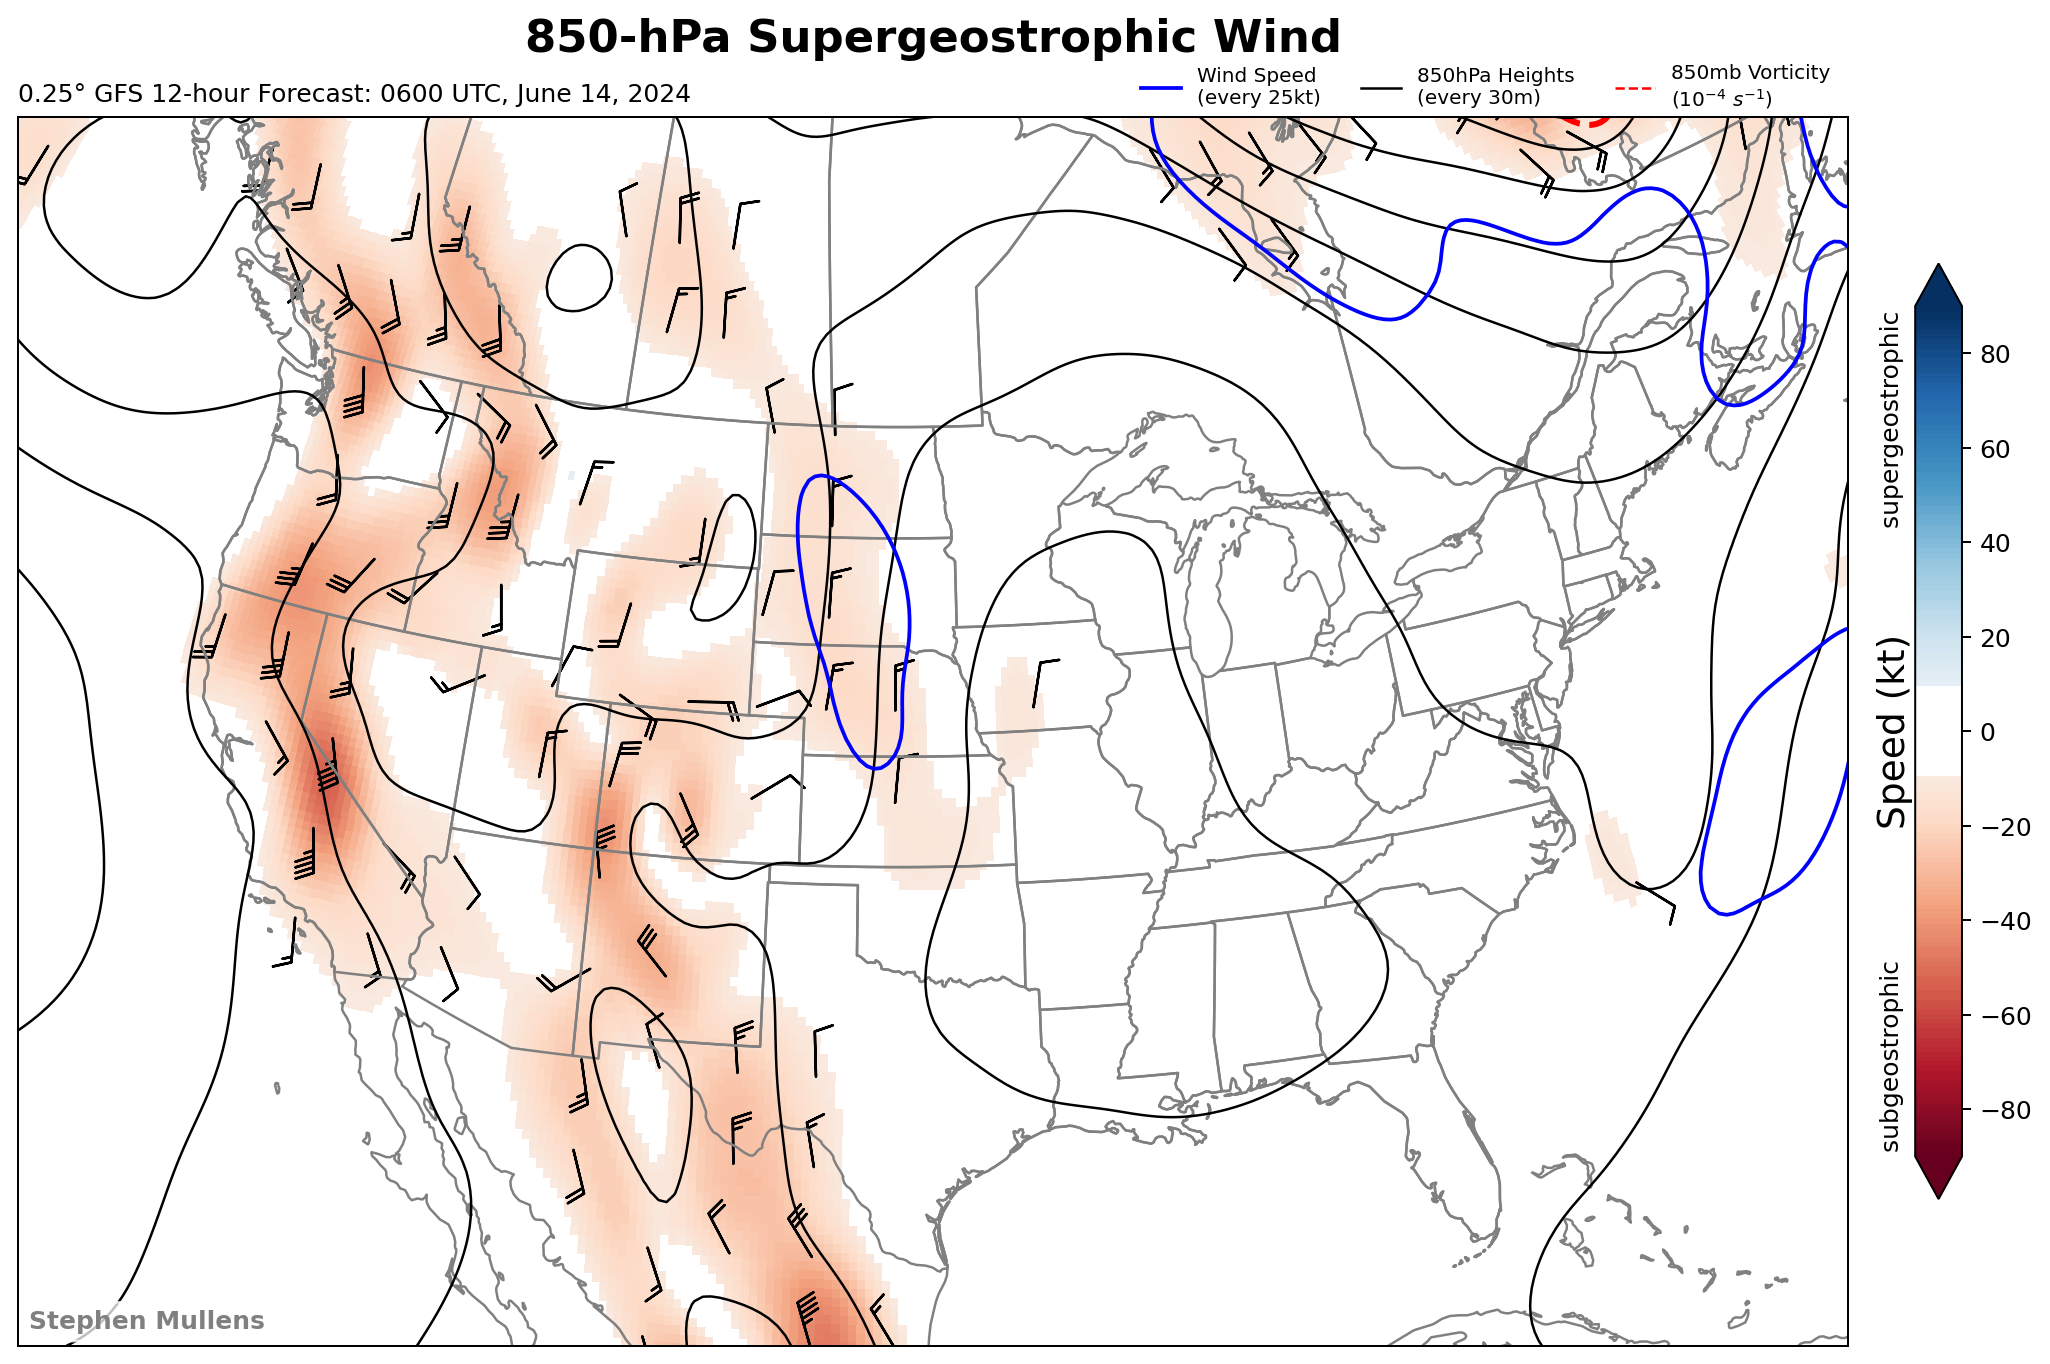 850-hPa Supergeostrophic Wind
0.25° GFS 12-hour Forecast: 0600 UTC, June 14, 2024
Wind Speed
(every 25kt)
850hPa Heights
(every 30m)
850mb Vorticity
(10⁻⁴ s⁻¹)
supergeostrophic
Speed (kt)
subgeostrophic
80
60
40
20
0
−20
−40
−60
−80
Stephen Mullens